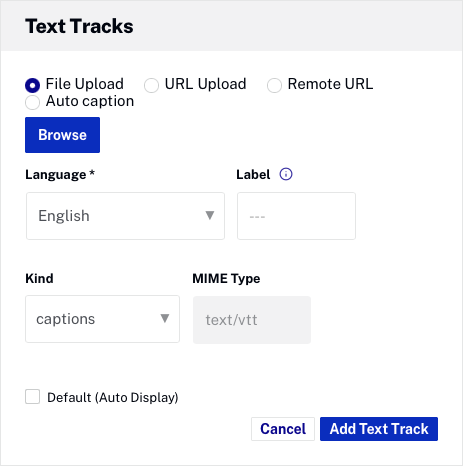 Text Tracks
File Upload URL Upload Remote URL
Auto caption
Browse
Language * Label
English ---
Kind MIME Type
captions text/vtt
Default (Auto Display)
Cancel Add Text Track